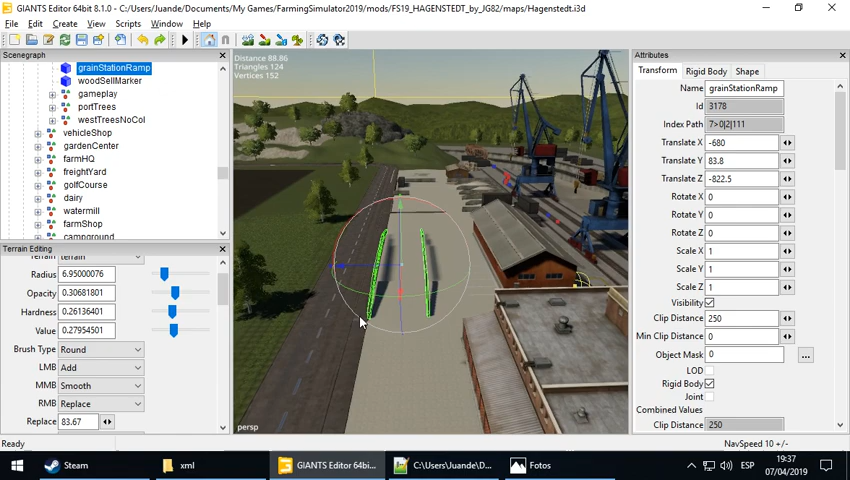 GIANTS Editor 64bit 8.1.0 - C:/Users/Juande/Documents/My Games/FarmingSimulator2019/mods/FS19_HAGENSTEDT_by_JG82/maps/Hagenstedt.i3d
File Edit View Create Scripts Window Help
Scenegraph
grainStationRamp
woodSellMarker
gameplay
portTrees
westTreesNoCol
vehicleShop
gardenCenter
farmHQ
freightYard
golfCourse
dairy
watermill
farmShop
campground
Terrain Editing
terrain
Radius 6.95000076
Opacity 0.30681801
Hardness 0.26136401
Value 0.27954501
Brush Type Round
LMB Add
MMB Smooth
RMB Replace
Replace 83.67
Distance 88.86
Triangles 124
Vertices 152
persp
Attributes
Transform Rigid Body Shape
Name grainStationRamp
Id 3178
Index Path 7>0|2|111
Translate X -680
Translate Y 83.8
Translate Z -822.5
Rotate X 0
Rotate Y 0
Rotate Z 0
Scale X 1
Scale Y 1
Scale Z 1
Visibility
Clip Distance 250
Min Clip Distance 0
Object Mask 0 ...
LOD
Rigid Body
Joint
Combined Values
Clip Distance 250
Ready
NavSpeed 10 +/-
Steam
xml
GIANTS Editor 64bit...
C:\Users\Juande\D...
Fotos
ESP
19:37
07/04/2019